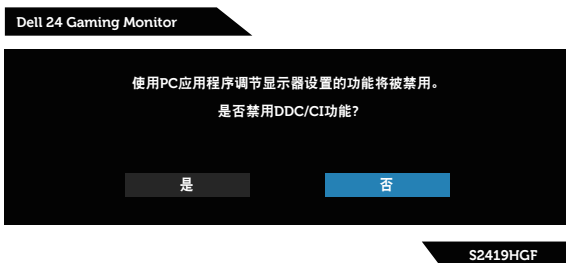 Dell 24 Gaming Monitor
使用PC应用程序调节显示器设置的功能将被禁用。
是否禁用DDC/CI功能?
是
否
S2419HGF